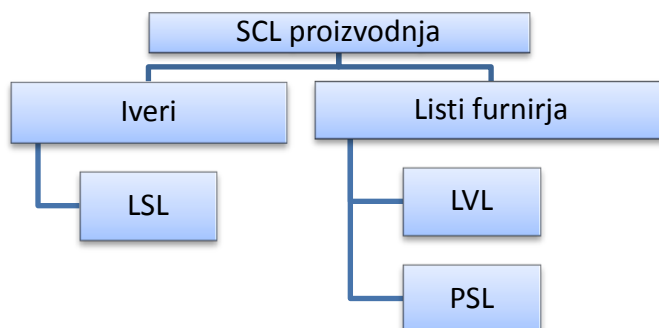 SCL proizvodnja
Iveri
Listi furnirja
LSL
LVL
PSL